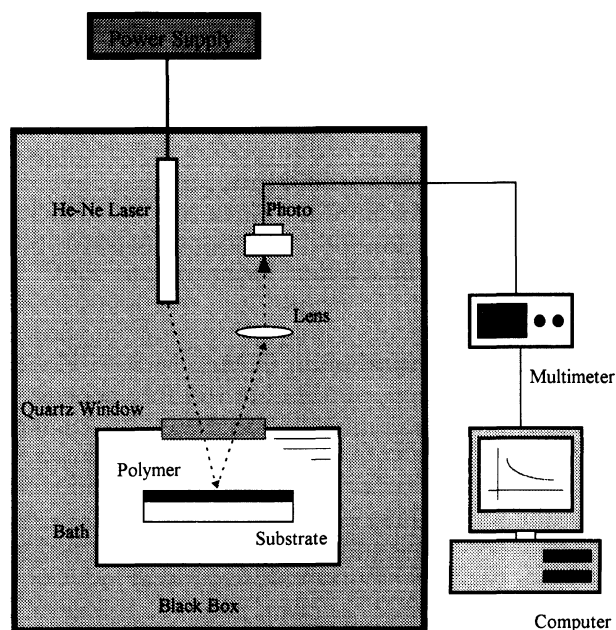 Power Supply
He-Ne Laser
Photo
Lens
Multimeter
Quartz Window
Polymer
Bath
Substrate
Black Box
Computer